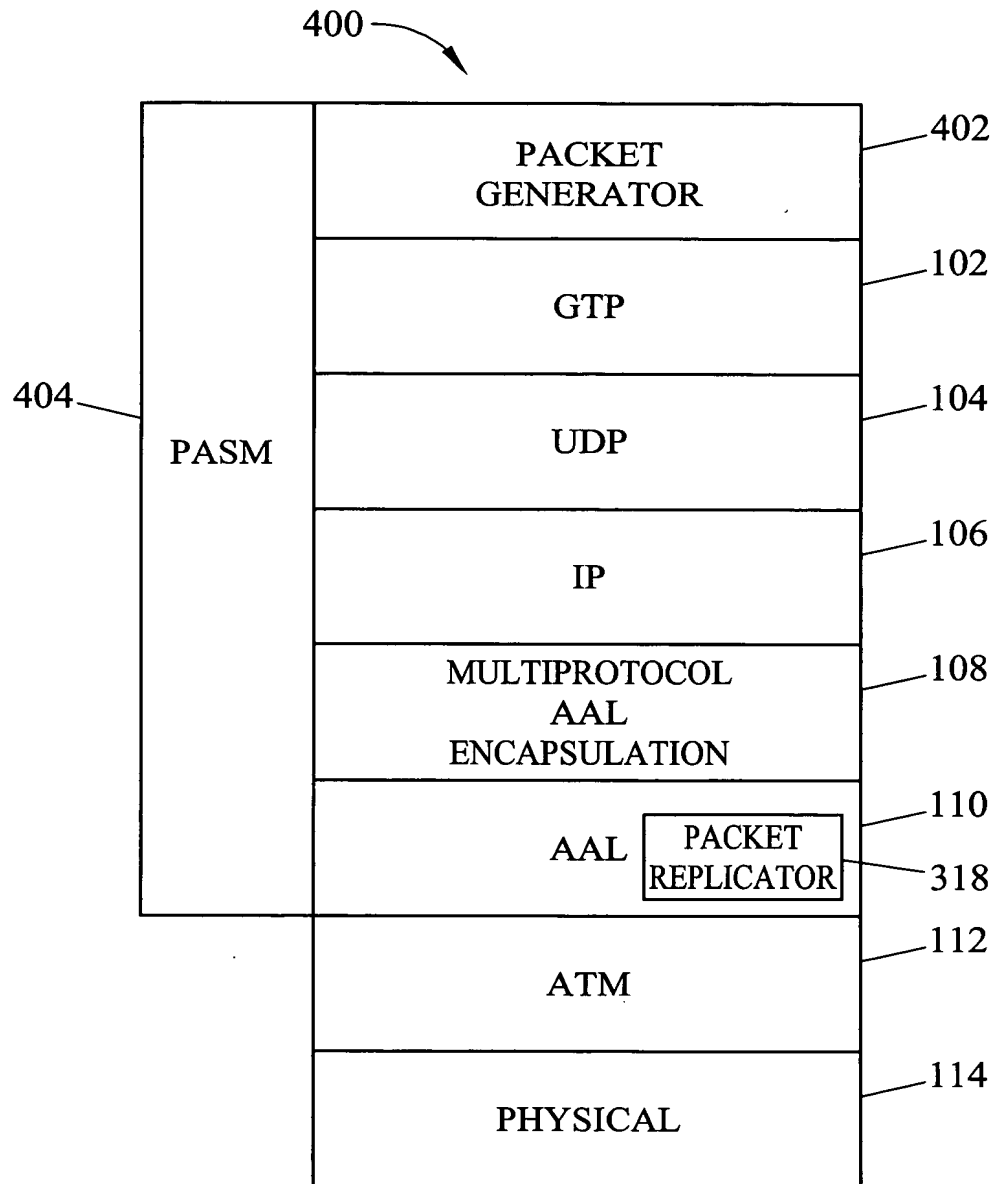 400
PACKET
GENERATOR
402
GTP
102
404
PASM
UDP
104
IP
106
MULTIPROTOCOL
AAL
ENCAPSULATION
108
AAL
PACKET
REPLICATOR
110
318
ATM
112
PHYSICAL
114